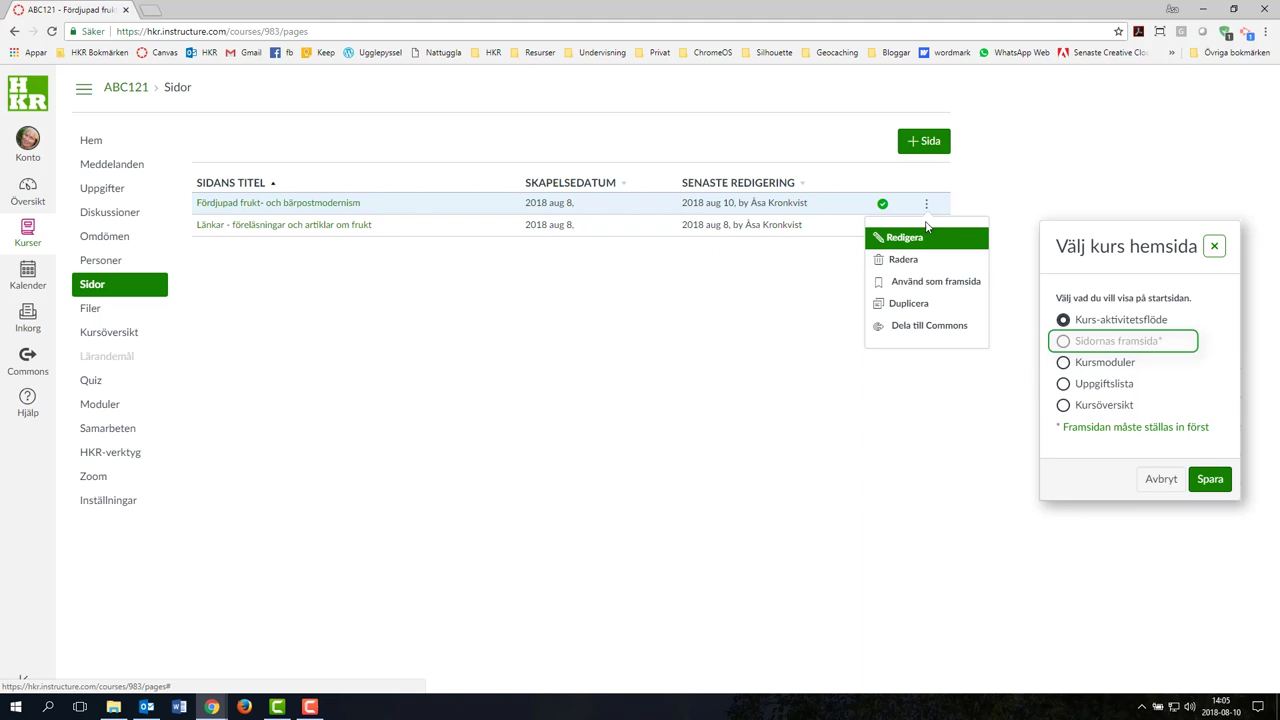 ABC121 - Fördjupad frukt
Säker
https://hkr.instructure.com/courses/983/pages
Appar
HKR Bokmärken
Canvas
HKR
Gmail
fb
Keep
Ugglepyssel
Nattuggla
HKR
Resurser
Undervisning
Privat
ChromeOS
Silhouette
Geocaching
Bloggar
wordmark
WhatsApp Web
Senaste Creative Clou
»
Övriga bokmärken
HKR
ABC121 › Sidor
Konto
Översikt
Kurser
Kalender
Inkorg
Commons
Hjälp
Hem
Meddelanden
Uppgifter
Diskussioner
Omdömen
Personer
Sidor
Filer
Kursöversikt
Lärandemål
Quiz
Moduler
Samarbeten
HKR-verktyg
Zoom
Inställningar
+ Sida
SIDANS TITEL SKAPELSEDATUM SENASTE REDIGERING
Fördjupad frukt- och bärpostmodernism 2018 aug 8, 2018 aug 10, by Åsa Kronkvist
Länkar - föreläsningar och artiklar om frukt 2018 aug 8, 2018 aug 8, by Åsa Kronkvist
Redigera
Radera
Använd som framsida
Duplicera
Dela till Commons
Välj kurs hemsida
Välj vad du vill visa på startsidan.
Kurs-aktivitetsflöde
Sidornas framsida*
Kursmoduler
Uppgiftslista
Kursöversikt
* Framsidan måste ställas in först
Avbryt
Spara
https://hkr.instructure.com/courses/983/pages#
14:05
2018-08-10